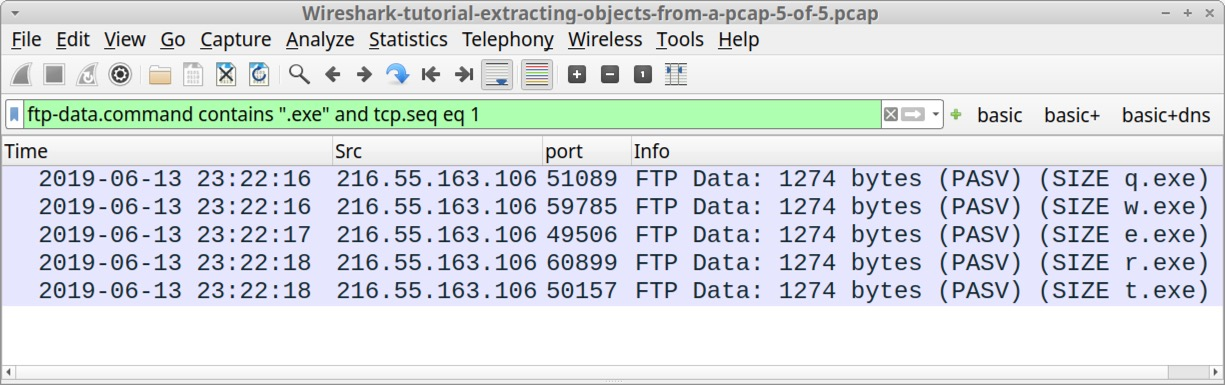 Wireshark-tutorial-extracting-objects-from-a-pcap-5-of-5.pcap
File Edit View Go Capture Analyze Statistics Telephony Wireless Tools Help
ftp-data.command contains ".exe" and tcp.seq eq 1 basic basic+ basic+dns
Time Src port Info
2019-06-13 23:22:16 216.55.163.106 51089 FTP Data: 1274 bytes (PASV) (SIZE q.exe)
2019-06-13 23:22:16 216.55.163.106 59785 FTP Data: 1274 bytes (PASV) (SIZE w.exe)
2019-06-13 23:22:17 216.55.163.106 49506 FTP Data: 1274 bytes (PASV) (SIZE e.exe)
2019-06-13 23:22:18 216.55.163.106 60899 FTP Data: 1274 bytes (PASV) (SIZE r.exe)
2019-06-13 23:22:18 216.55.163.106 50157 FTP Data: 1274 bytes (PASV) (SIZE t.exe)